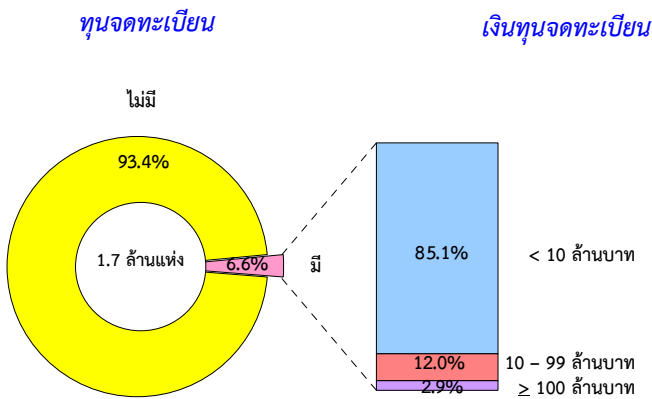 ทุนจดทะเบียน
เงินทุนจดทะเบียน
ไม่มี
93.4%
1.7 ล้านแห่ง
6.6%
มี
85.1%
< 10 ล้านบาท
12.0%
10 – 99 ล้านบาท
2.9%
≥ 100 ล้านบาท